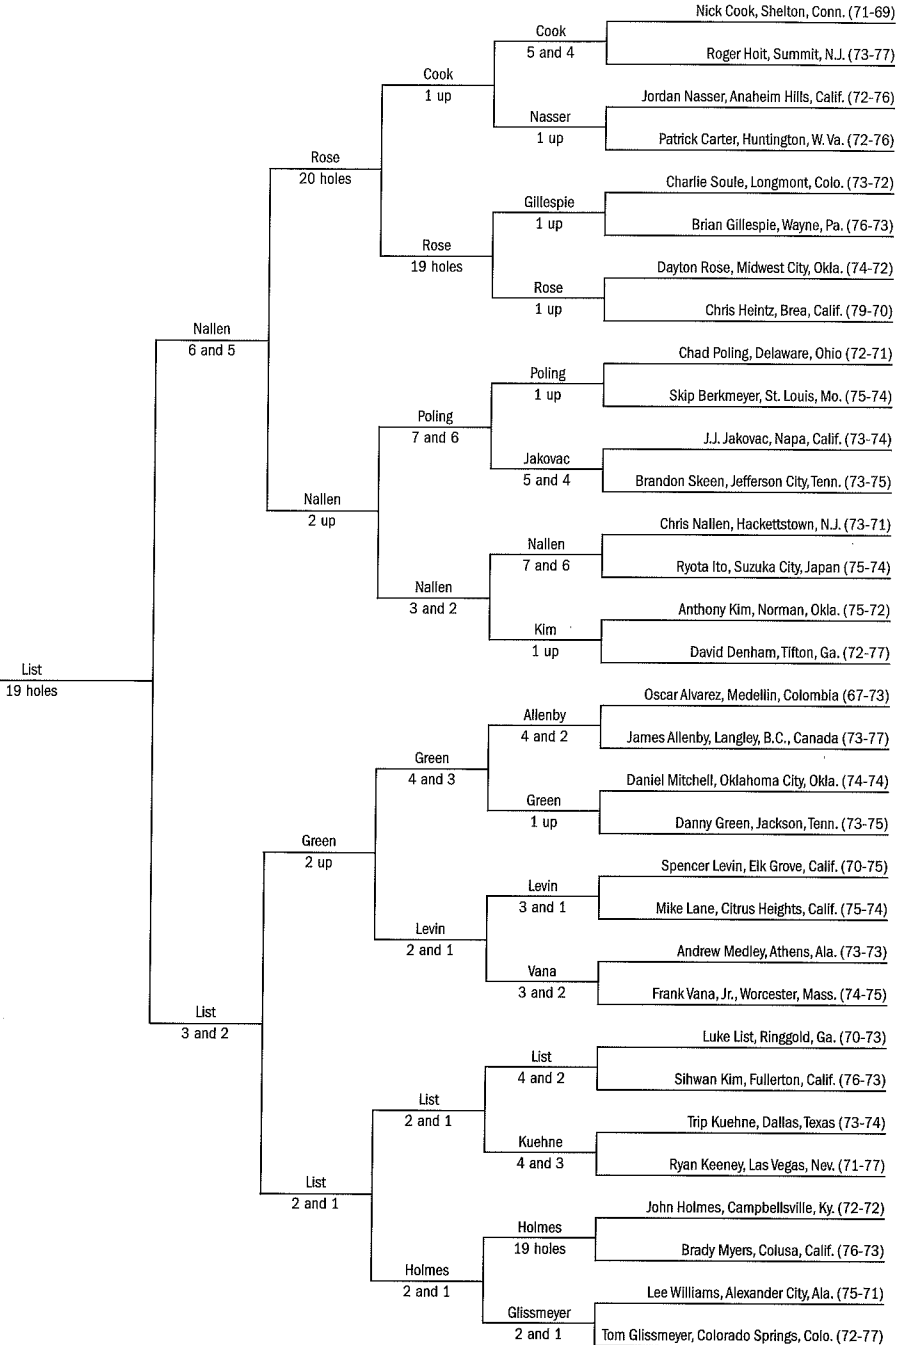 Nick Cook, Shelton, Conn. (71-69)
Cook
5 and 4
Roger Hoit, Summit, N.J. (73-77)
Cook
1 up
Jordan Nasser, Anaheim Hills, Calif. (72-76)
Nasser
1 up
Patrick Carter, Huntington, W. Va. (72-76)
Rose
20 holes
Charlie Soule, Longmont, Colo. (73-72)
Gillespie
1 up
Brian Gillespie, Wayne, Pa. (76-73)
Rose
19 holes
Dayton Rose, Midwest City, Okla. (74-72)
Rose
1 up
Chris Heintz, Brea, Calif. (79-70)
Nallen
6 and 5
Chad Poling, Delaware, Ohio (72-71)
Poling
1 up
Skip Berkmeyer, St. Louis, Mo. (75-74)
Poling
7 and 6
J.J. Jakovac, Napa, Calif. (73-74)
Jakovac
5 and 4
Brandon Skeen, Jefferson City, Tenn. (73-75)
Nallen
2 up
Chris Nallen, Hackettstown, N.J. (73-71)
Nallen
7 and 6
Ryota Ito, Suzuka City, Japan (75-74)
Nallen
3 and 2
Anthony Kim, Norman, Okla. (75-72)
Kim
1 up
David Denham, Tifton, Ga. (72-77)
List
19 holes
Oscar Alvarez, Medellin, Colombia (67-73)
Allenby
4 and 2
James Allenby, Langley, B.C., Canada (73-77)
Green
4 and 3
Daniel Mitchell, Oklahoma City, Okla. (74-74)
Green
1 up
Danny Green, Jackson, Tenn. (73-75)
Green
2 up
Spencer Levin, Elk Grove, Calif. (70-75)
Levin
3 and 1
Mike Lane, Citrus Heights, Calif. (75-74)
Levin
2 and 1
Andrew Medley, Athens, Ala. (73-73)
Vana
3 and 2
Frank Vana, Jr., Worcester, Mass. (74-75)
List
3 and 2
Luke List, Ringgold, Ga. (70-73)
List
4 and 2
Sihwan Kim, Fullerton, Calif. (76-73)
List
2 and 1
Trip Kuehne, Dallas, Texas (73-74)
Kuehne
4 and 3
Ryan Keeney, Las Vegas, Nev. (71-77)
List
2 and 1
John Holmes, Campbellsville, Ky. (72-72)
Holmes
19 holes
Brady Myers, Colusa, Calif. (76-73)
Holmes
2 and 1
Lee Williams, Alexander City, Ala. (75-71)
Glissmeyer
2 and 1
Tom Glissmeyer, Colorado Springs, Colo. (72-77)